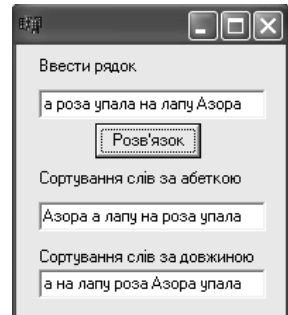 Ввести рядок
а роза упала на лапу Азора
Розв'язок
Сортування слів за абеткою
Азора а лапу на роза упала
Сортування слів за довжиною
а на лапу роза Азора упала